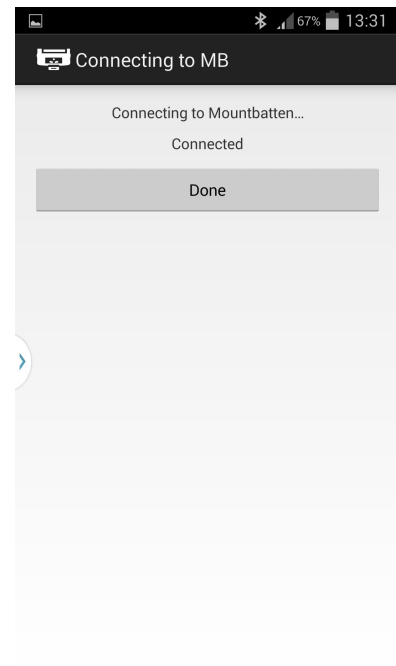 67% 13:31
Connecting to MB
Connecting to Mountbatten...
Connected
Done